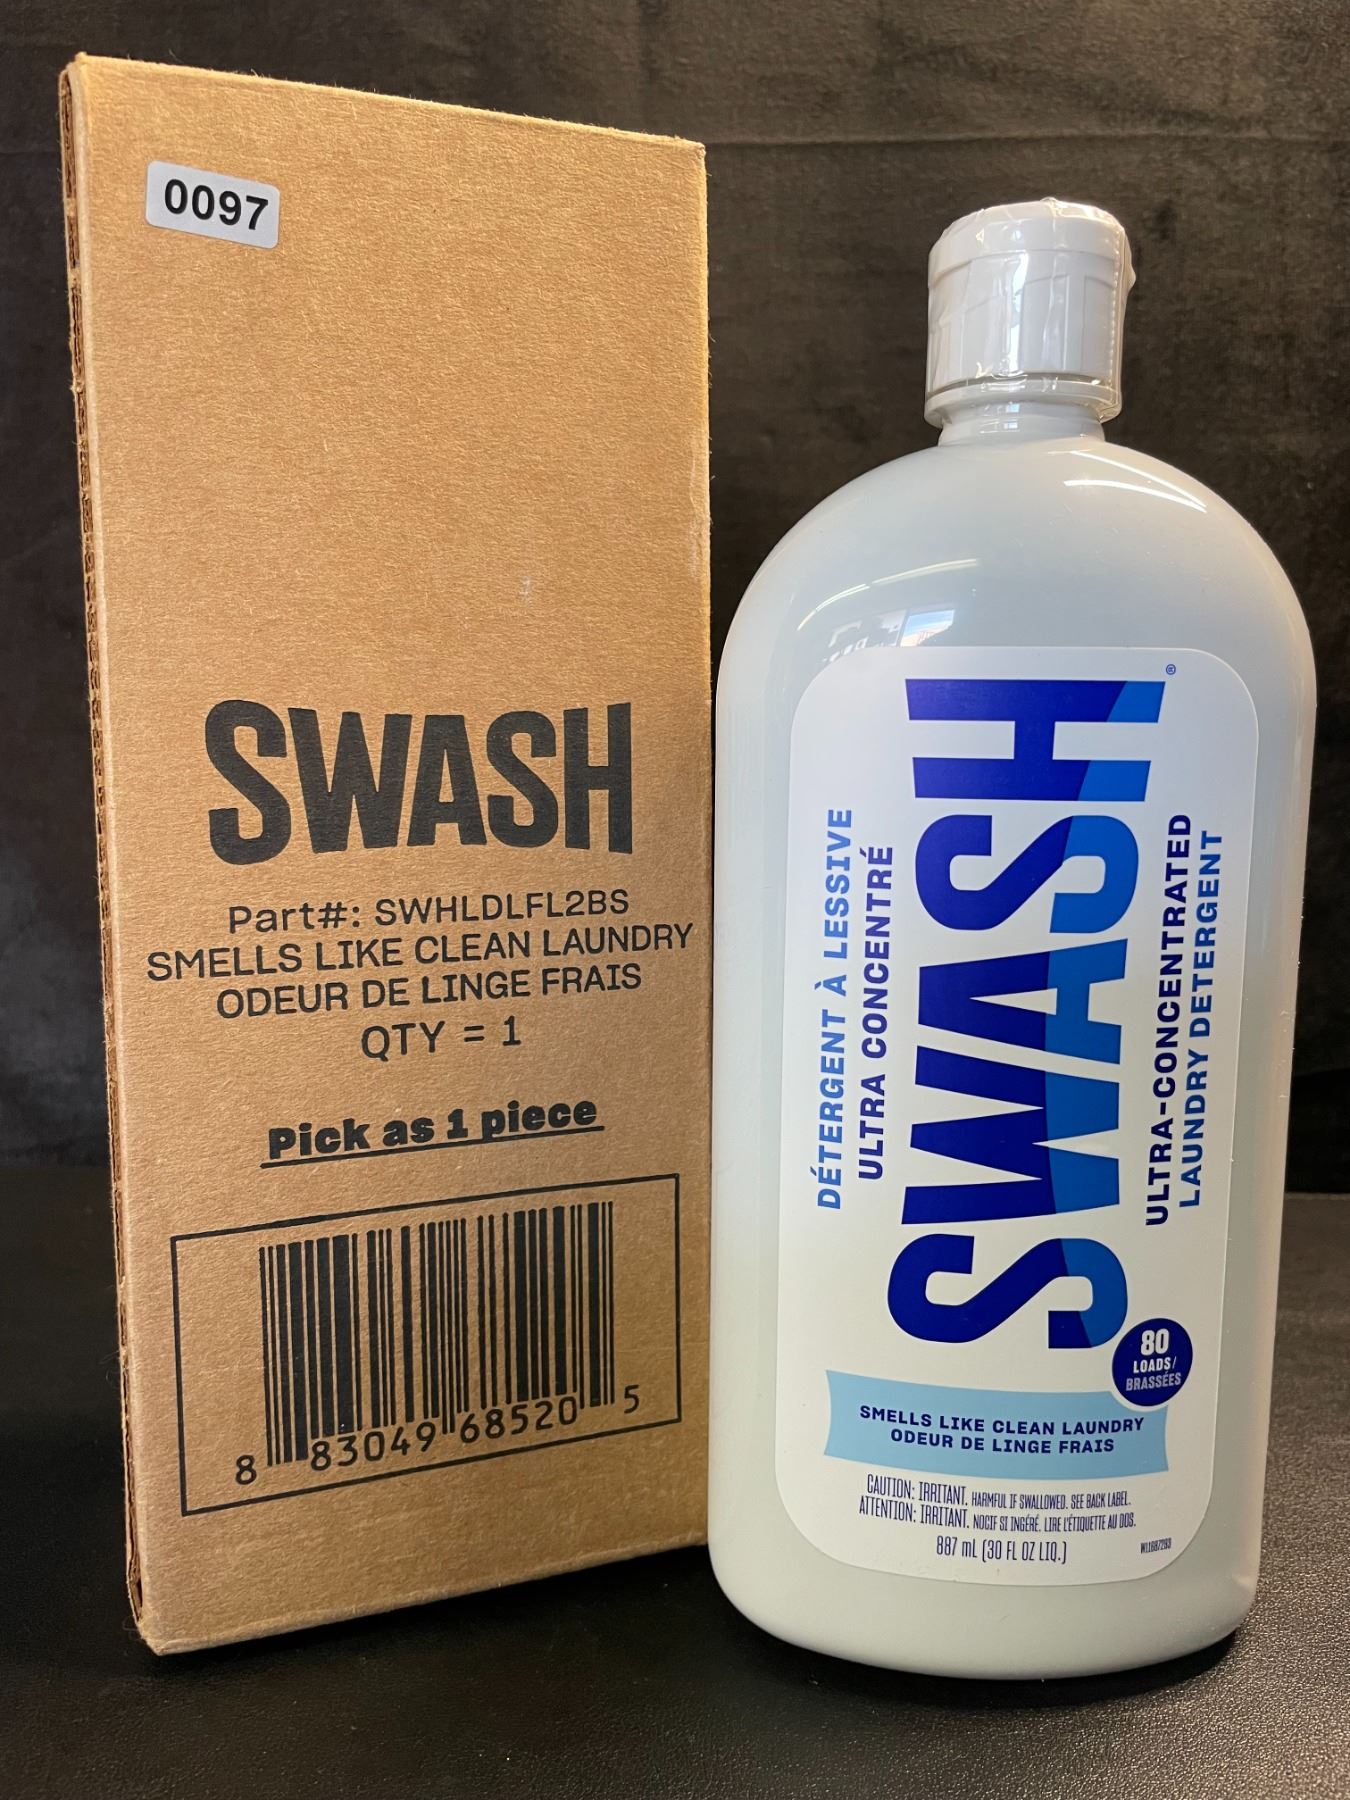 0097
SWASH
Part#: SWHLDLFL2BS
SMELLS LIKE CLEAN LAUNDRY
ODEUR DE LINGE FRAIS
QTY = 1
Pick as 1 piece
8 83049 68520 5
DÉTERGENT À LESSIVE
ULTRA CONCENTRÉ
SWASH®
ULTRA-CONCENTRATED
LAUNDRY DETERGENT
80
LOADS/
BRASSÉES
SMELLS LIKE CLEAN LAUNDRY
ODEUR DE LINGE FRAIS
CAUTION: IRRITANT. HARMFUL IF SWALLOWED. SEE BACK LABEL.
ATTENTION: IRRITANT. NOCIF SI INGÉRÉ. LIRE L'ÉTIQUETTE AU DOS.
887 mL (30 FL OZ LIQ.)